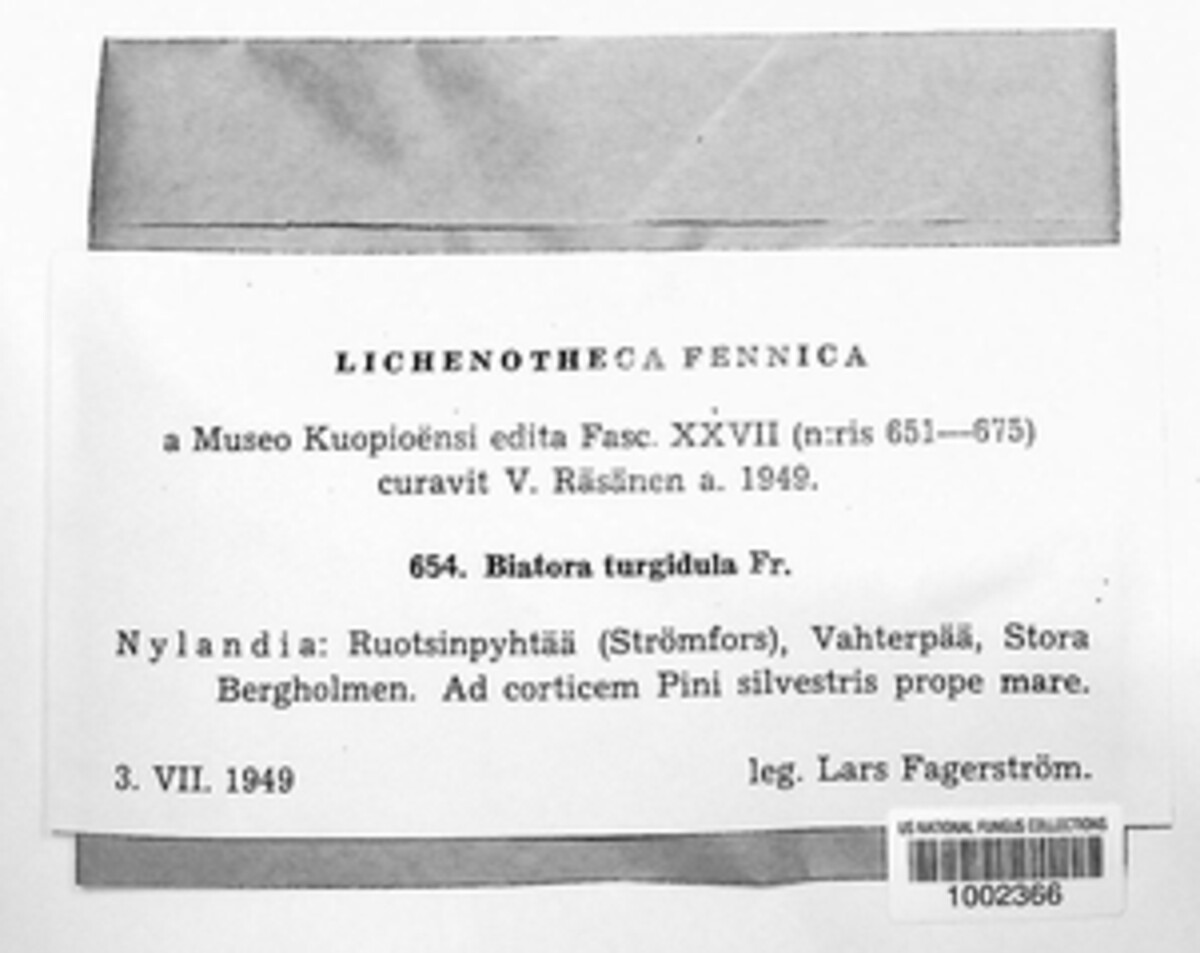 LICHENOTHECA FENNICA
a Museo Kuopioënsi edita Fasc. XXVII (n:ris 651—675)
curavit V. Räsänen a. 1949.
654. Biatora turgidula Fr.
Nylandia: Ruotsinpyhtää (Strömfors), Vahterpää, Stora
Bergholmen. Ad corticem Pini silvestris prope mare.
3. VII. 1949
leg. Lars Fagerström.
US NATIONAL FUNGUS COLLECTIONS
1002366